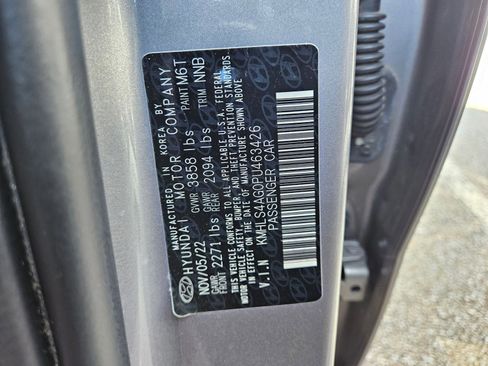 MANUFACTURED IN KOREA BY
HYUNDAI MOTOR COMPANY
NOV/05/22 GVWR 3858 lbs PAINT M6T
GAWR FRONT 2271 lbs GAWR REAR 2094 lbs TRIM NNB
THIS VEHICLE CONFORMS TO ALL APPLICABLE U.S.A. FEDERAL
MOTOR VEHICLE SAFETY, BUMPER, AND THEFT PREVENTION STANDARDS
IN EFFECT ON THE DATE OF MANUFACTURE SHOWN ABOVE.
V.I.N KMHLS4AG0PU463426
PASSENGER CAR